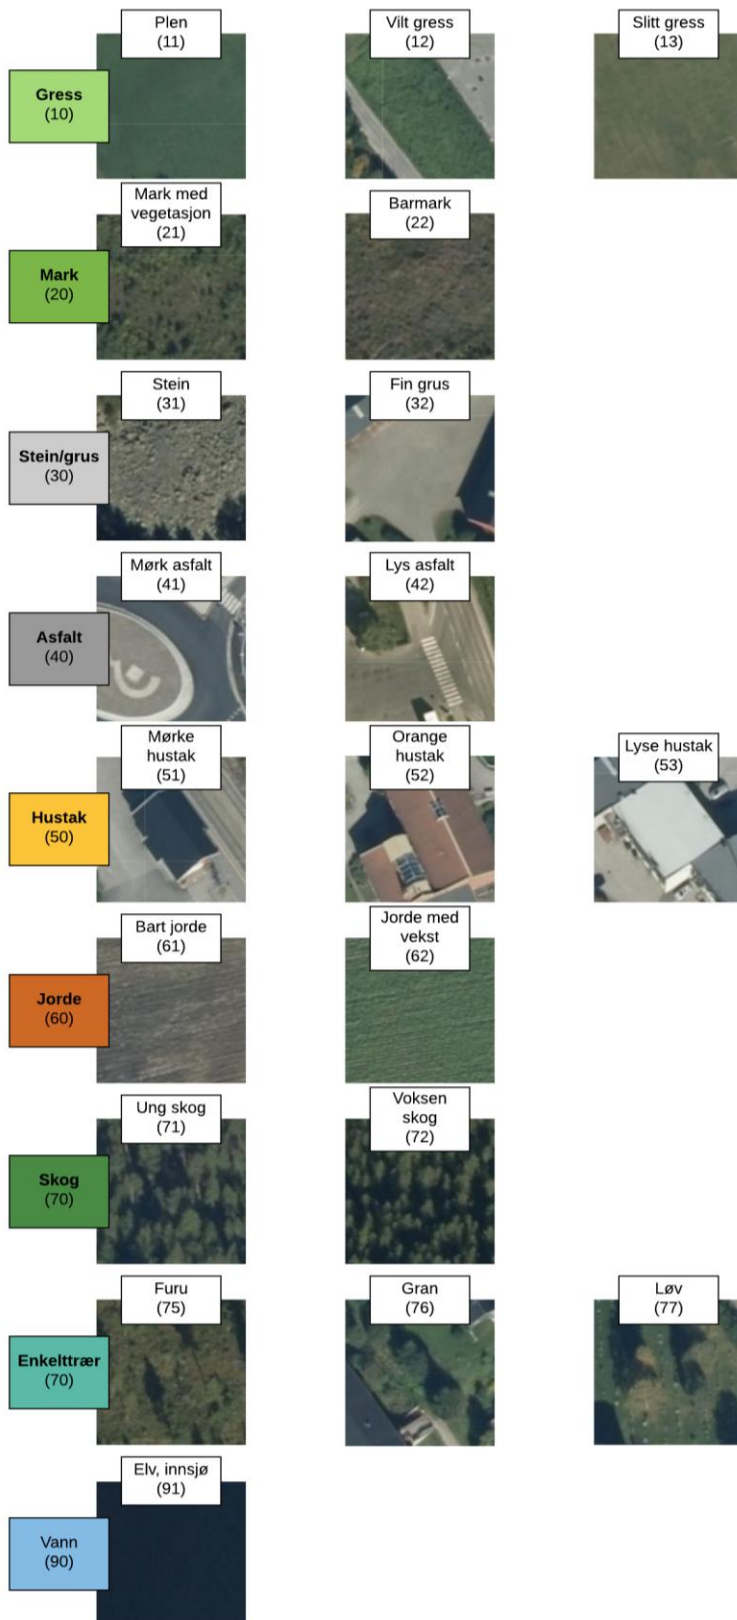 Plen
(11)
Vilt gress
(12)
Slitt gress
(13)
Gress
(10)
Mark med
vegetasjon
(21)
Barmark
(22)
Mark
(20)
Stein
(31)
Fin grus
(32)
Stein/grus
(30)
Mørk asfalt
(41)
Lys asfalt
(42)
Asfalt
(40)
Mørke
hustak
(51)
Orange
hustak
(52)
Lyse hustak
(53)
Hustak
(50)
Bart jorde
(61)
Jorde med
vekst
(62)
Jorde
(60)
Ung skog
(71)
Voksen
skog
(72)
Skog
(70)
Furu
(75)
Gran
(76)
Løv
(77)
Enkelttrær
(70)
Elv, innsjø
(91)
Vann
(90)